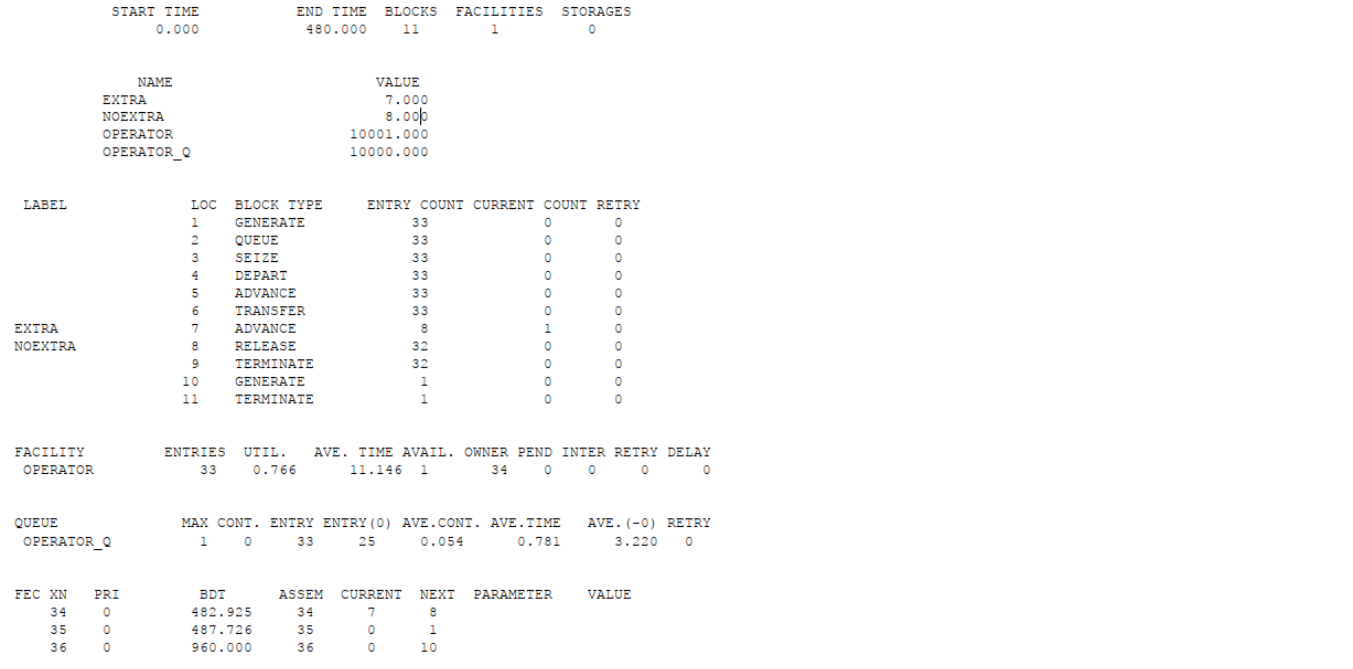 START TIME END TIME BLOCKS FACILITIES STORAGES
0.000 480.000 11 1 0
NAME VALUE
EXTRA 7.000
NOEXTRA 8.000
OPERATOR 10001.000
OPERATOR_Q 10000.000
LABEL LOC BLOCK TYPE ENTRY COUNT CURRENT COUNT RETRY
1 GENERATE 33 0 0
2 QUEUE 33 0 0
3 SEIZE 33 0 0
4 DEPART 33 0 0
5 ADVANCE 33 0 0
6 TRANSFER 33 0 0
EXTRA 7 ADVANCE 8 1 0
NOEXTRA 8 RELEASE 32 0 0
9 TERMINATE 32 0 0
10 GENERATE 1 0 0
11 TERMINATE 1 0 0
FACILITY ENTRIES UTIL. AVE. TIME AVAIL. OWNER PEND INTER RETRY DELAY
OPERATOR 33 0.766 11.146 1 34 0 0 0 0
QUEUE MAX CONT. ENTRY ENTRY(0) AVE.CONT. AVE.TIME AVE.(-0) RETRY
OPERATOR_Q 1 0 33 25 0.054 0.781 3.220 0
FEC XN PRI BDT ASSEM CURRENT NEXT PARAMETER VALUE
34 0 482.925 34 7 8
35 0 487.726 35 0 1
36 0 960.000 36 0 10